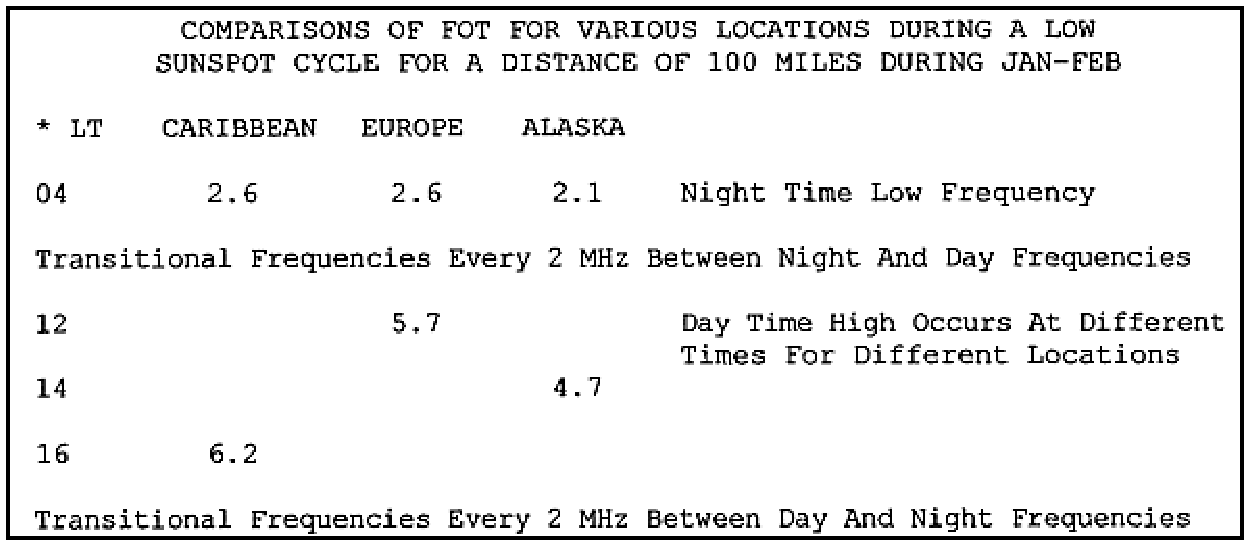 COMPARISONS OF FOT FOR VARIOUS LOCATIONS DURING A LOW
SUNSPOT CYCLE FOR A DISTANCE OF 100 MILES DURING JAN-FEB
* LT CARIBBEAN EUROPE ALASKA
04 2.6 2.6 2.1 Night Time Low Frequency
Transitional Frequencies Every 2 MHz Between Night And Day Frequencies
12 5.7 Day Time High Occurs At Different
Times For Different Locations
14 4.7
16 6.2
Transitional Frequencies Every 2 MHz Between Day And Night Frequencies